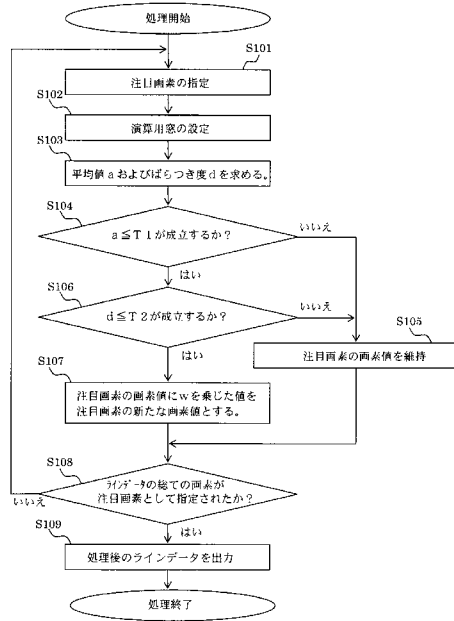 処理開始
S101
注目画素の指定
S102
演算用窓の設定
S103
平均値aおよびばらつき度dを求める。
S104
a≦T1が成立するか?
いいえ
はい
S106
d≦T2が成立するか?
いいえ
はい
S105
注目画素の画素値を維持
S107
注目画素の画素値にwを乗じた値を
注目画素の新たな画素値とする。
S108
ラインデータの総ての画素が
注目画素として指定されたか?
いいえ
はい
S109
処理後のラインデータを出力
処理終了